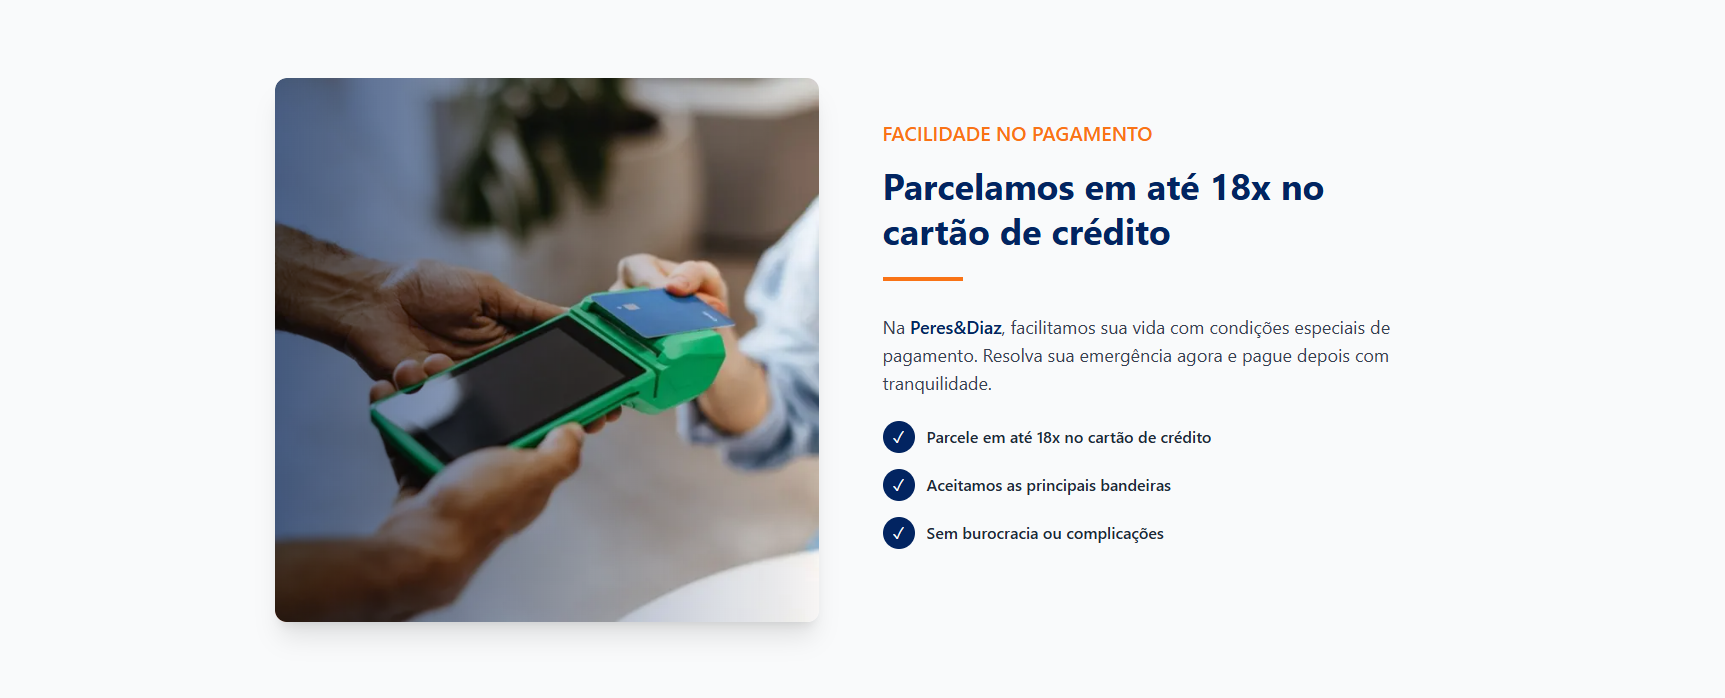 FACILIDADE NO PAGAMENTO
Parcelamos em até 18x no
cartão de crédito
Na Peres&Diaz, facilitamos sua vida com condições especiais de
pagamento. Resolva sua emergência agora e pague depois com
tranquilidade.
✓ Parcele em até 18x no cartão de crédito
✓ Aceitamos as principais bandeiras
✓ Sem burocracia ou complicações